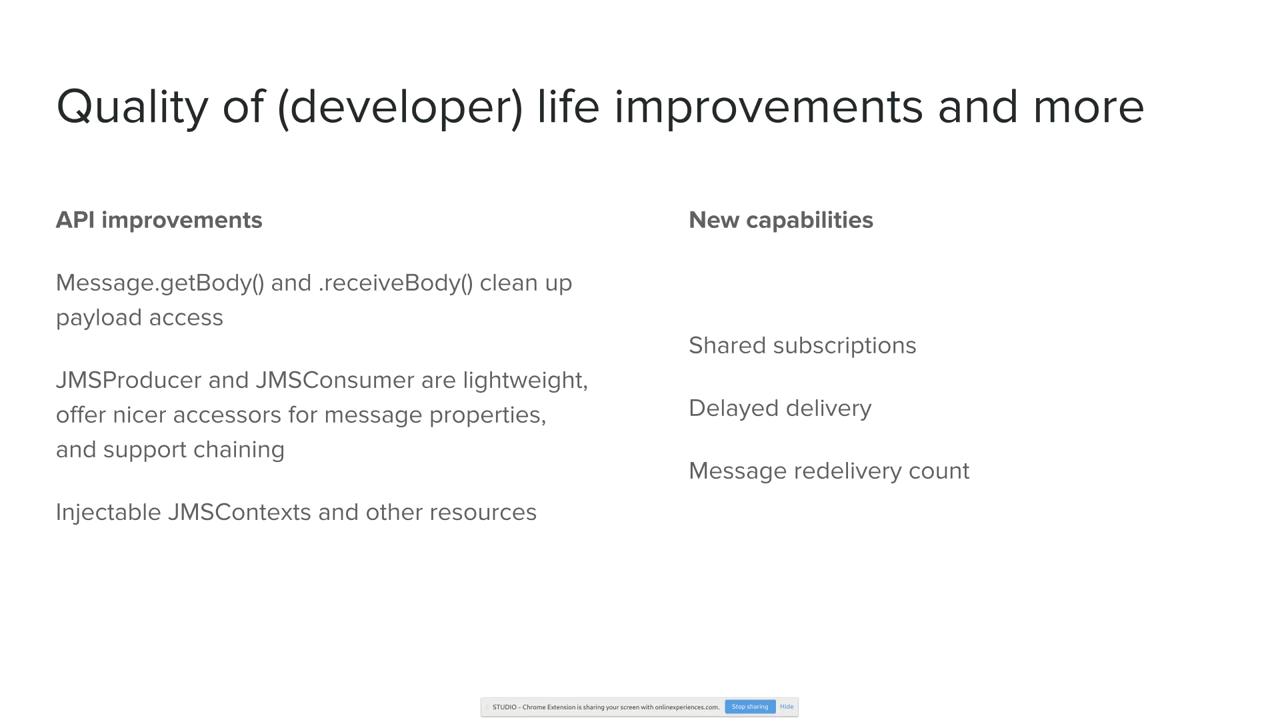 Quality of (developer) life improvements and more
API improvements
Message.getBody() and .receiveBody() clean up
payload access
JMSProducer and JMSConsumer are lightweight,
offer nicer accessors for message properties,
and support chaining
Injectable JMSContexts and other resources
New capabilities
Shared subscriptions
Delayed delivery
Message redelivery count
STUDIO - Chrome Extension is sharing your screen with onlinexperiences.com. Stop sharing Hide